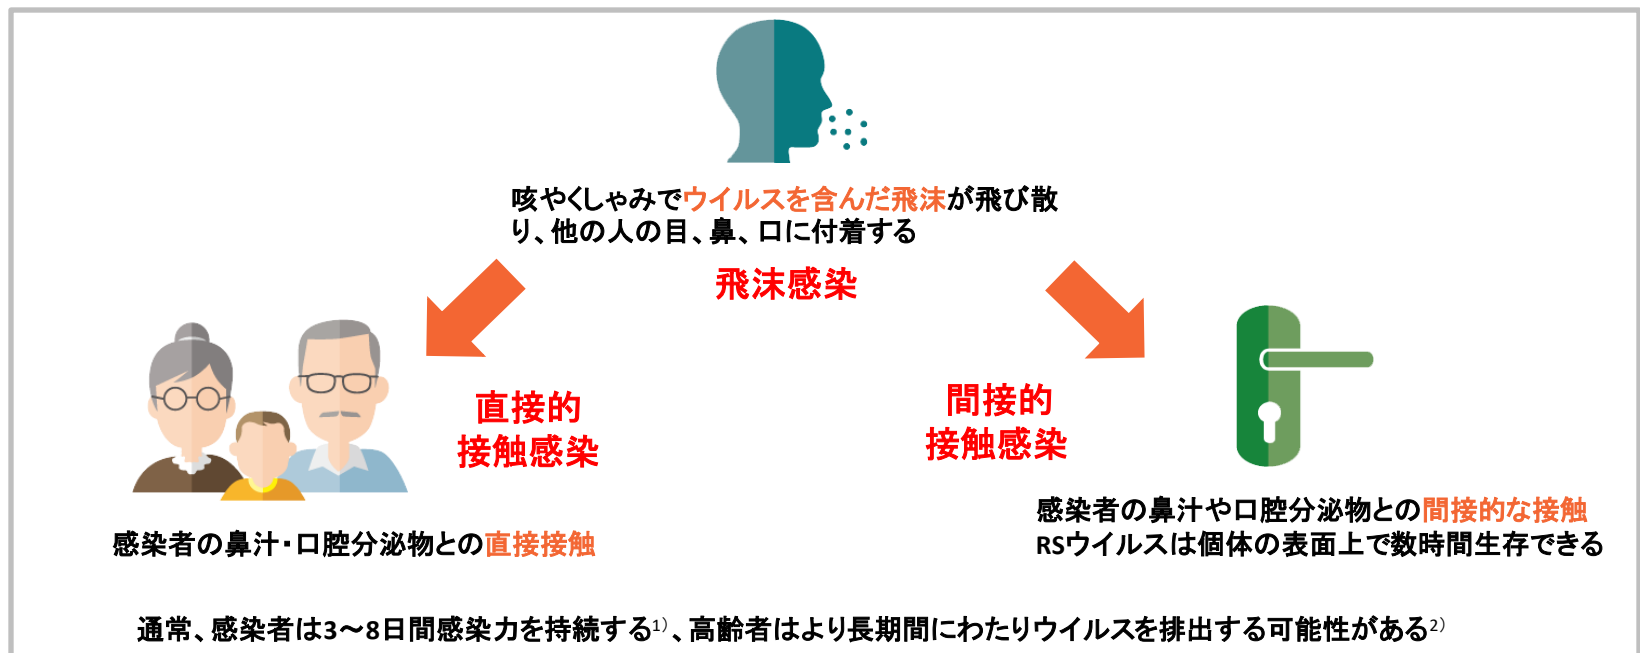 咳やくしゃみでウイルスを含んだ飛沫が飛び散
り、他の人の目、鼻、口に付着する
飛沫感染
直接的
接触感染
間接的
接触感染
感染者の鼻汁・口腔分泌物との直接接触
感染者の鼻汁や口腔分泌物との間接的な接触
RSウイルスは個体の表面上で数時間生存できる
通常、感染者は3～8日間感染力を持続する1）、高齢者はより長期間にわたりウイルスを排出する可能性がある2）